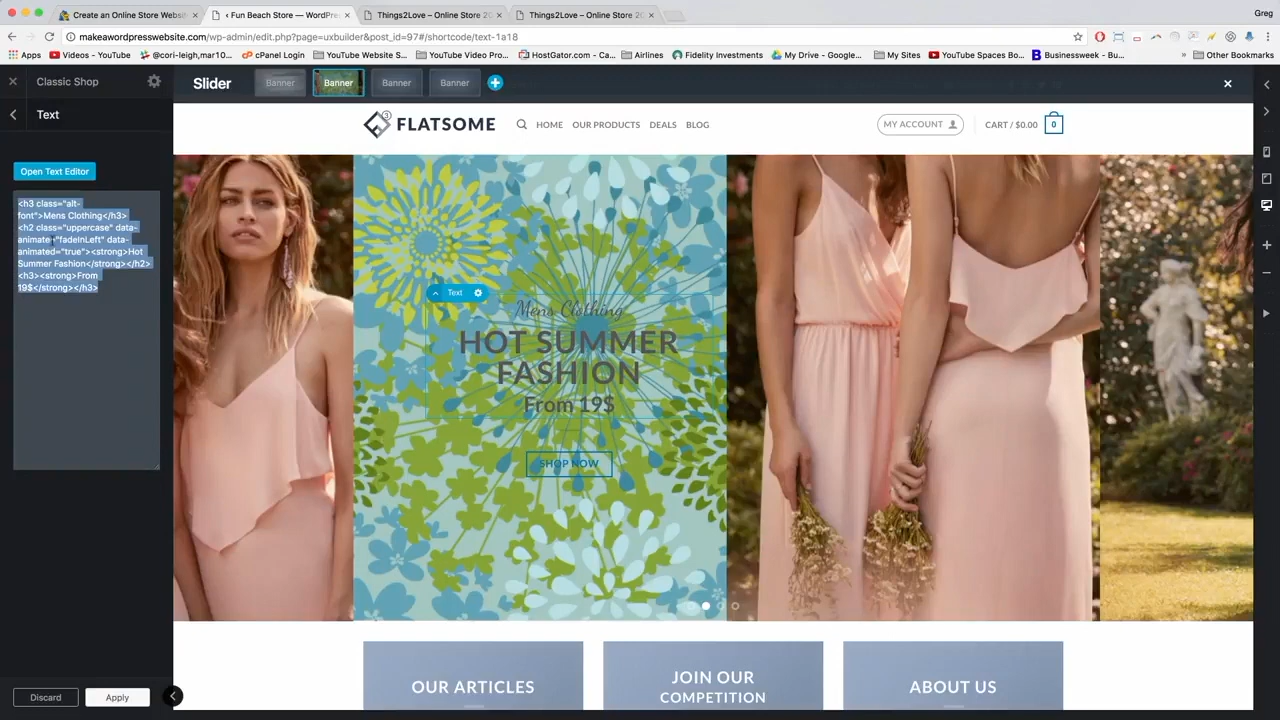 Create an Online Store Websit
‹ Fun Beach Store — WordPre
Things2Love – Online Store 2
Things2Love – Online Store 2
Greg
makeawordpresswebsite.com/wp-admin/edit.php?page=uxbuilder&post_id=97#/shortcode/text-1a18
Apps
Videos - YouTube
:cori-leigh,mar10...
cPanel Login
YouTube Website S...
YouTube Video Pro...
HostGator.com - Ca...
Airlines
Fidelity Investments
My Drive - Google...
My Sites
YouTube Spaces Bo...
Businessweek - Bu...
Other Bookmarks
Classic Shop
Slider
Banner
Banner
Banner
Banner
Text
FLATSOME
3
HOME
OUR PRODUCTS
DEALS
BLOG
MY ACCOUNT
CART / $0.00
0
Open Text Editor
<h3 class="alt-
font">Mens Clothing</h3>
<h2 class="uppercase" data-
animate="fadeInLeft" data-
animated="true"><strong>Hot
Summer Fashion</strong></h2>
<h3><strong>From
19$</strong></h3>
Text
Mens Clothing
HOT SUMMER
FASHION
From 19$
SHOP NOW
OUR ARTICLES
JOIN OUR
COMPETITION
ABOUT US
Discard
Apply